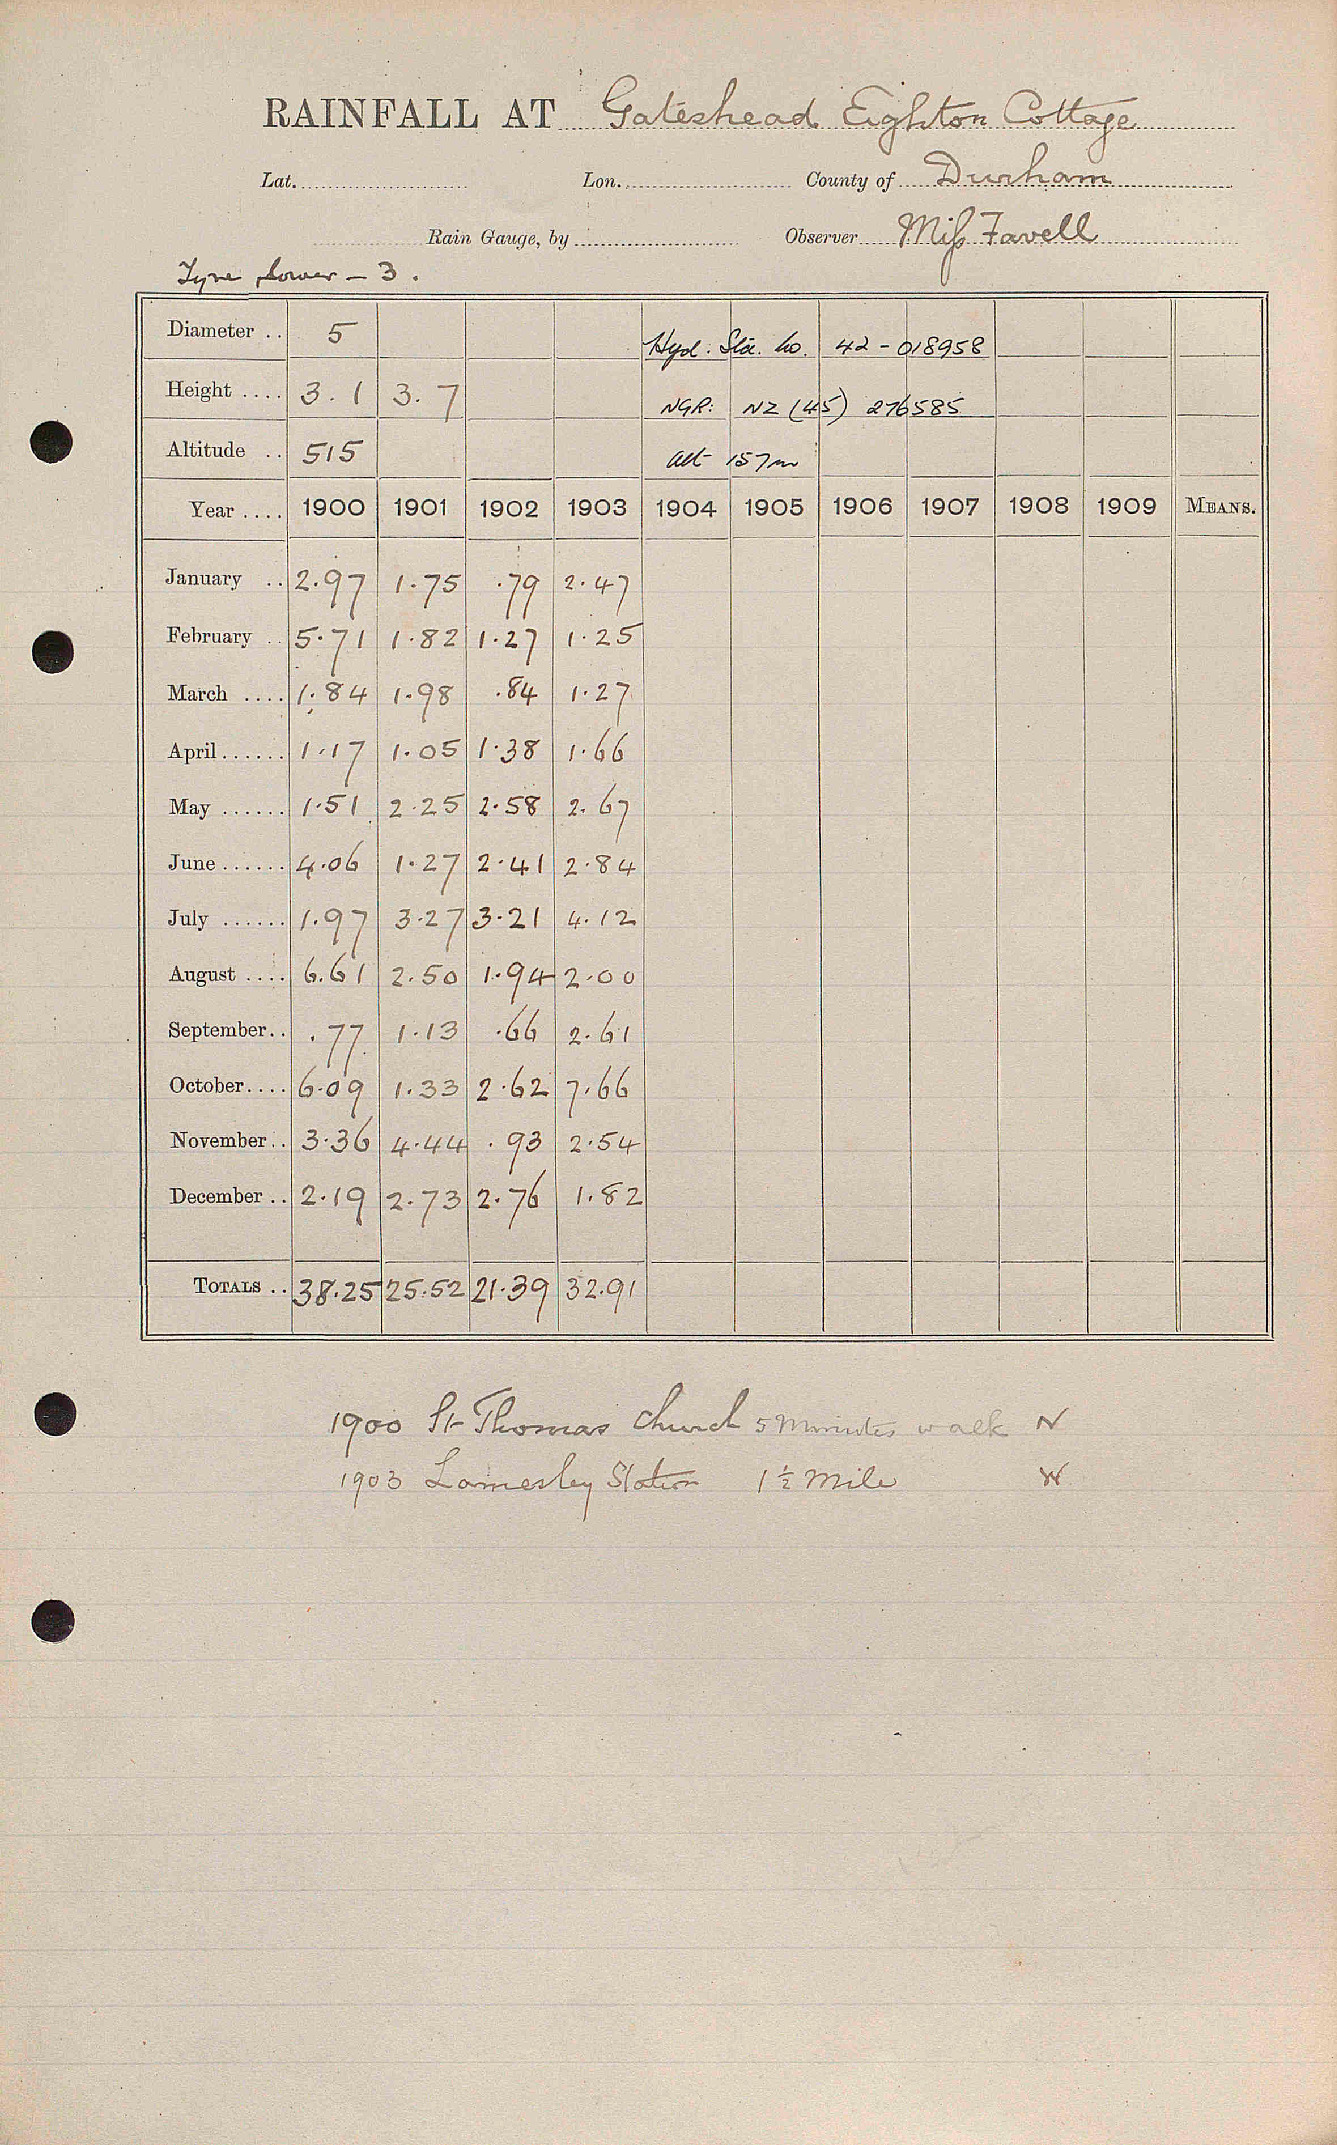 RAINFALL AT Gateshead Eighton Cottage
Lat. Lon. County of Durham
Rain Gauge, by Observer Miss Favell
Tyne Lower - 3.
Diameter .. 5 Hyd. Sta. No. 42-018958
Height .... 3.1 3.7 NGR: NZ (45) 276585
Altitude .. 515 Alt 157m
Year .... 1900 1901 1902 1903 1904 1905 1906 1907 1908 1909 MEANS.
January .. 2.97 1.75 .79 2.47
February .. 5.71 1.82 1.27 1.25
March .... 1.84 1.98 .84 1.27
April...... 1.17 1.05 1.38 1.66
May ...... 1.51 2.25 2.58 2.67
June...... 4.06 1.27 2.41 2.84
July ...... 1.97 3.27 3.21 4.12
August .... 6.61 2.50 1.94 2.00
September.. .77 1.13 .66 2.61
October.... 6.09 1.33 2.62 7.66
November.. 3.36 4.44 .93 2.54
December .. 2.19 2.73 2.76 1.82
TOTALS .. 38.25 25.52 21.39 32.91
1900 St Thomas Church 5 Minutes walk N
1903 Lamesley Station 1½ Mile W